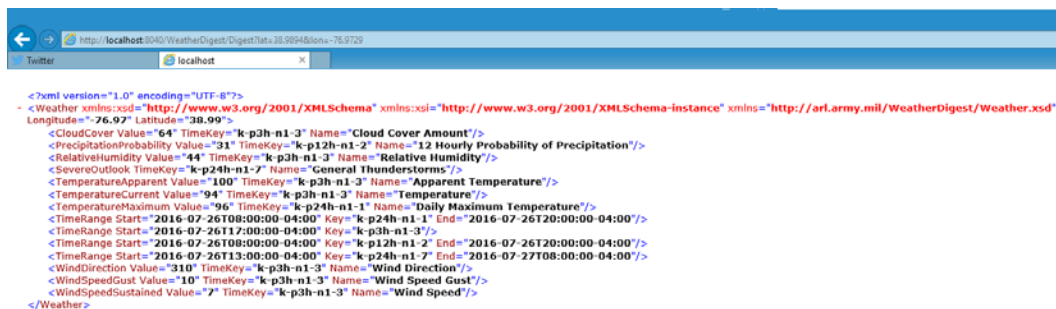 http://localhost:8040/WeatherDigest/Digest?lat=38.9894&lon=-76.9729
Twitter localhost ×
<?xml version="1.0" encoding="UTF-8"?>
- <Weather xmlns:xsd="http://www.w3.org/2001/XMLSchema" xmlns:xsi="http://www.w3.org/2001/XMLSchema-instance" xmlns="http://arl.army.mil/WeatherDigest/Weather.xsd"
Longitude="-76.97" Latitude="38.99">
<CloudCover Value="64" TimeKey="k-p3h-n1-3" Name="Cloud Cover Amount"/>
<PrecipitationProbability Value="31" TimeKey="k-p12h-n1-2" Name="12 Hourly Probability of Precipitation"/>
<RelativeHumidity Value="44" TimeKey="k-p3h-n1-3" Name="Relative Humidity"/>
<SevereOutlook TimeKey="k-p24h-n1-7" Name="General Thunderstorms"/>
<TemperatureApparent Value="100" TimeKey="k-p3h-n1-3" Name="Apparent Temperature"/>
<TemperatureCurrent Value="94" TimeKey="k-p3h-n1-3" Name="Temperature"/>
<TemperatureMaximum Value="96" TimeKey="k-p24h-n1-1" Name="Daily Maximum Temperature"/>
<TimeRange Start="2016-07-26T08:00:00-04:00" Key="k-p24h-n1-1" End="2016-07-26T20:00:00-04:00"/>
<TimeRange Start="2016-07-26T17:00:00-04:00" Key="k-p3h-n1-3"/>
<TimeRange Start="2016-07-26T08:00:00-04:00" Key="k-p12h-n1-2" End="2016-07-26T20:00:00-04:00"/>
<TimeRange Start="2016-07-26T13:00:00-04:00" Key="k-p24h-n1-7" End="2016-07-27T08:00:00-04:00"/>
<WindDirection Value="310" TimeKey="k-p3h-n1-3" Name="Wind Direction"/>
<WindSpeedGust Value="10" TimeKey="k-p3h-n1-3" Name="Wind Speed Gust"/>
<WindSpeedSustained Value="7" TimeKey="k-p3h-n1-3" Name="Wind Speed"/>
</Weather>